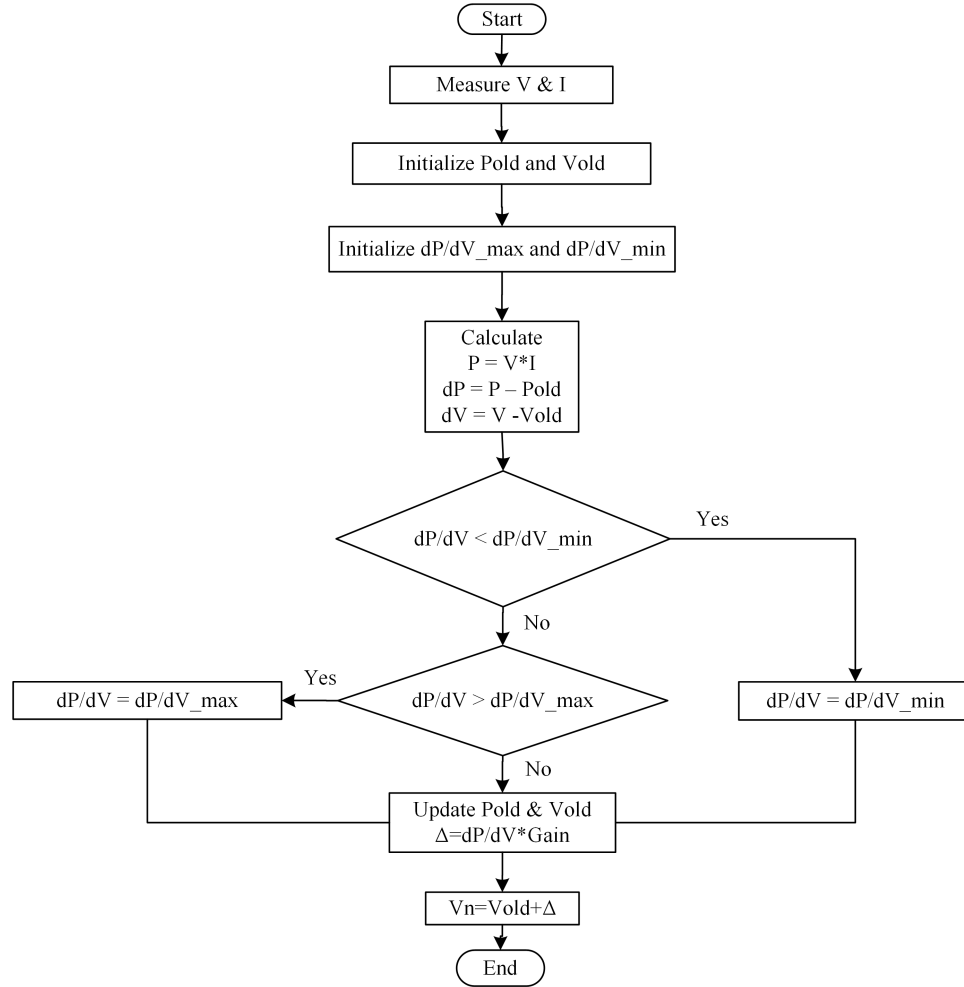 Start
Measure V & I
Initialize Pold and Vold
Initialize dP/dV_max and dP/dV_min
Calculate
P = V*I
dP = P – Pold
dV = V -Vold
dP/dV < dP/dV_min
Yes
No
dP/dV > dP/dV_max
Yes
dP/dV = dP/dV_max
dP/dV = dP/dV_min
No
Update Pold & Vold
Δ=dP/dV*Gain
Vn=Vold+Δ
End